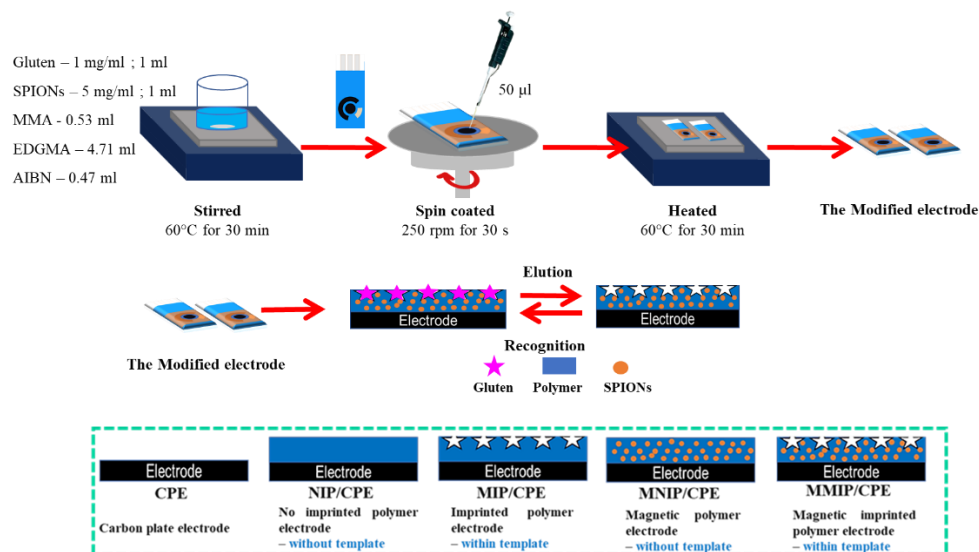 Gluten – 1 mg/ml ; 1 ml
SPIONs – 5 mg/ml ; 1 ml
MMA - 0.53 ml
EDGMA – 4.71 ml
AIBN – 0.47 ml
50 µl
Stirred
60°C for 30 min
Spin coated
250 rpm for 30 s
Heated
60°C for 30 min
The Modified electrode
The Modified electrode
Electrode
Elution
Recognition
Electrode
Gluten
Polymer
SPIONs
Electrode
CPE
Carbon plate electrode
Electrode
NIP/CPE
No imprinted polymer
electrode
– without template
Electrode
MIP/CPE
Imprinted polymer
electrode
– within template
Electrode
MNIP/CPE
Magnetic polymer
electrode
– without template
Electrode
MMIP/CPE
Magnetic imprinted
polymer electrode
– within template